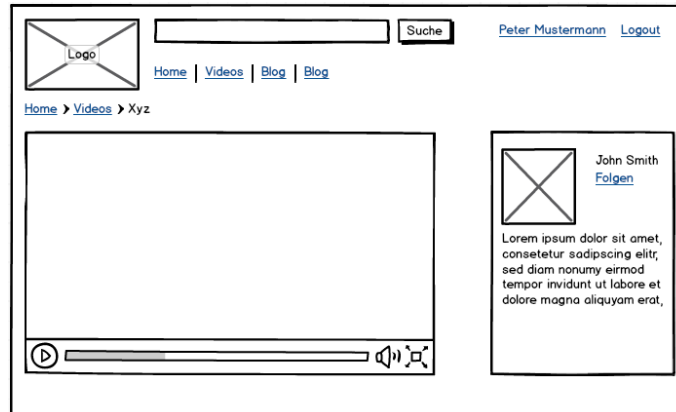 Logo
Suche
Peter Mustermann Logout
Home Videos Blog Blog
Home Videos Xyz
John Smith
Folgen
Lorem ipsum dolor sit amet,
consetetur sadipscing elitr,
sed diam nonumy eirmod
tempor invidunt ut labore et
dolore magna aliquyam erat,